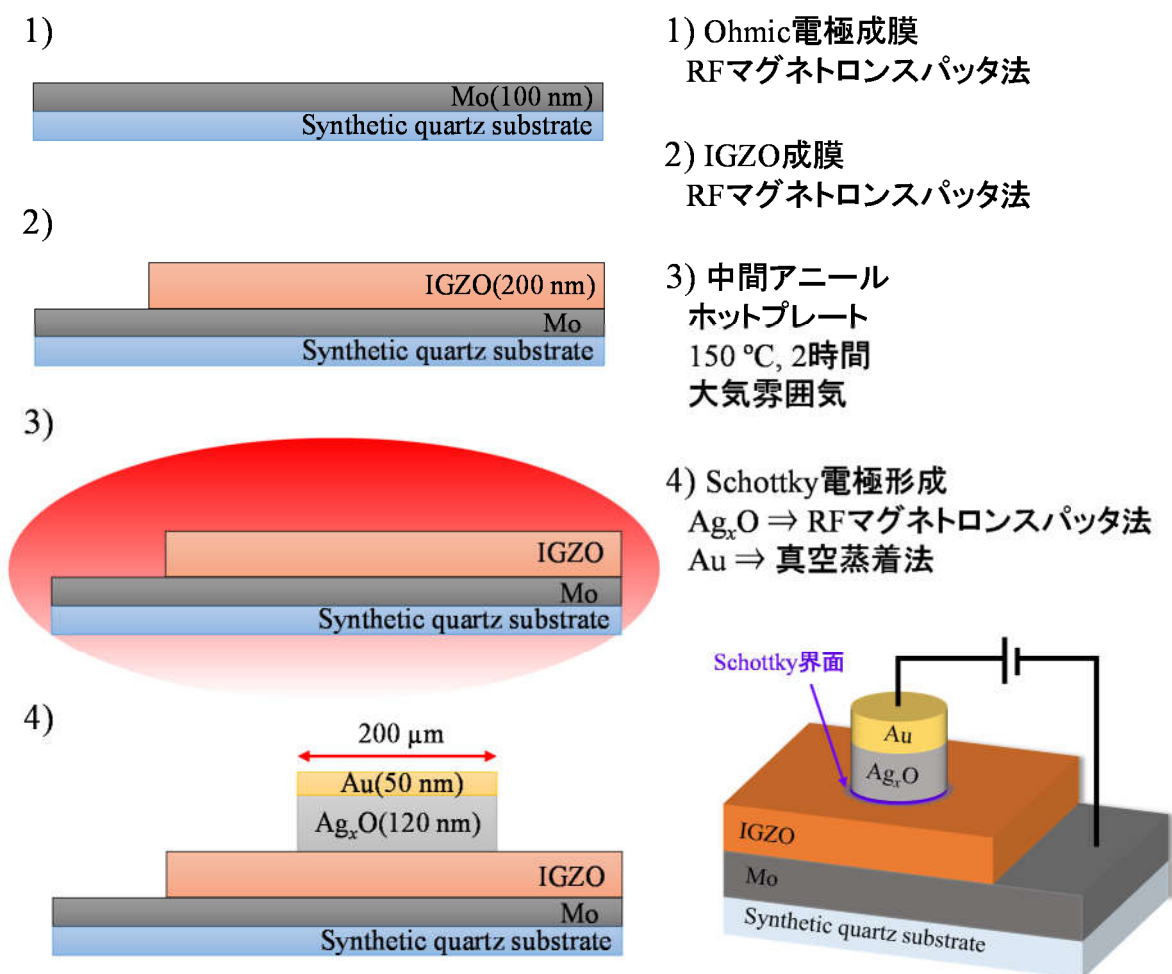 1)
Mo(100 nm)
Synthetic quartz substrate
2)
IGZO(200 nm)
Mo
Synthetic quartz substrate
3)
IGZO
Mo
Synthetic quartz substrate
4)
200 µm
Au(50 nm)
AgxO(120 nm)
IGZO
Mo
Synthetic quartz substrate
1) Ohmic電極成膜
RFマグネトロンスパッタ法
2) IGZO成膜
RFマグネトロンスパッタ法
3) 中間アニール
ホットプレート
150 ºC, 2時間
大気雰囲気
4) Schottky電極形成
AgxO ⇒ RFマグネトロンスパッタ法
Au ⇒ 真空蒸着法
Schottky界面
Au
AgxO
IGZO
Mo
Synthetic quartz substrate